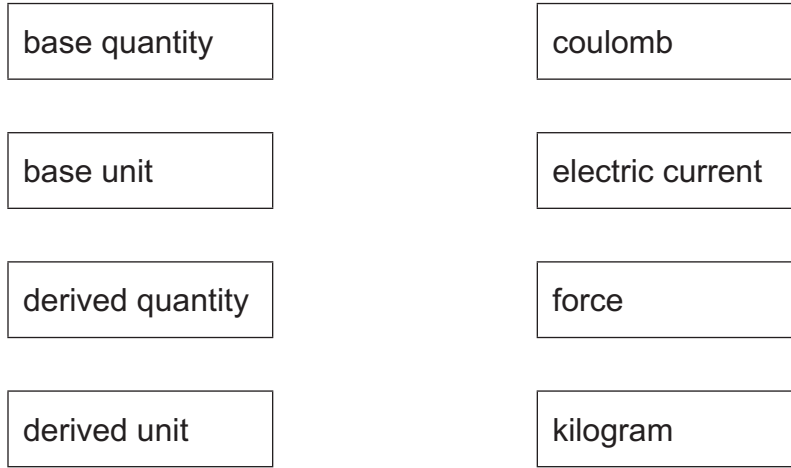 base quantity
coulomb
base unit
electric current
derived quantity
force
derived unit
kilogram